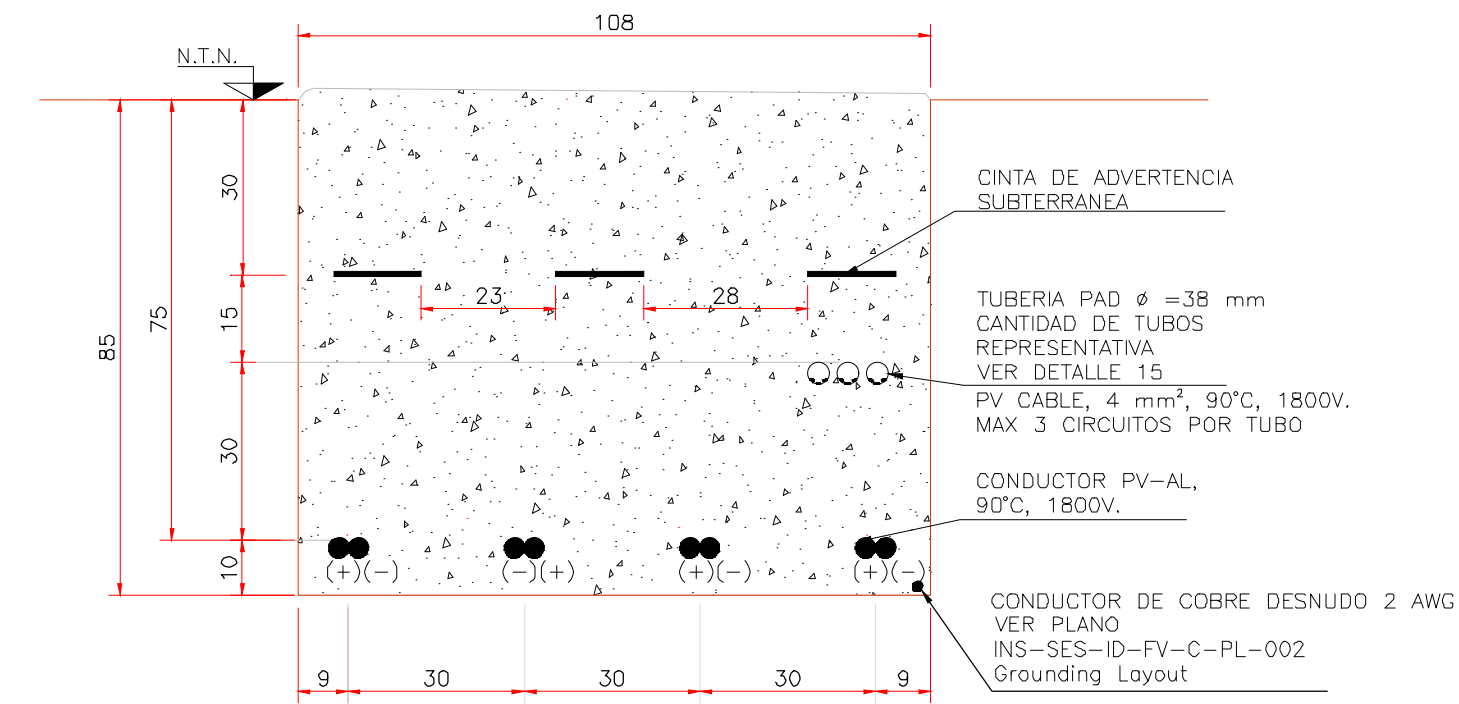 108
N.T.N.
30
CINTA DE ADVERTENCIA
SUBTERRANEA
23
28
15
75
85
TUBERIA PAD ø =38 mm
CANTIDAD DE TUBOS
REPRESENTATIVA
VER DETALLE 15
PV CABLE, 4 mm², 90°C, 1800V.
MAX 3 CIRCUITOS POR TUBO
30
CONDUCTOR PV-AL,
90°C, 1800V.
10
(+)(-)
(-)(+)
(+)(-)
(+)(-)
CONDUCTOR DE COBRE DESNUDO 2 AWG
VER PLANO
INS-SES-ID-FV-C-PL-002
Grounding Layout
9
30
30
30
9